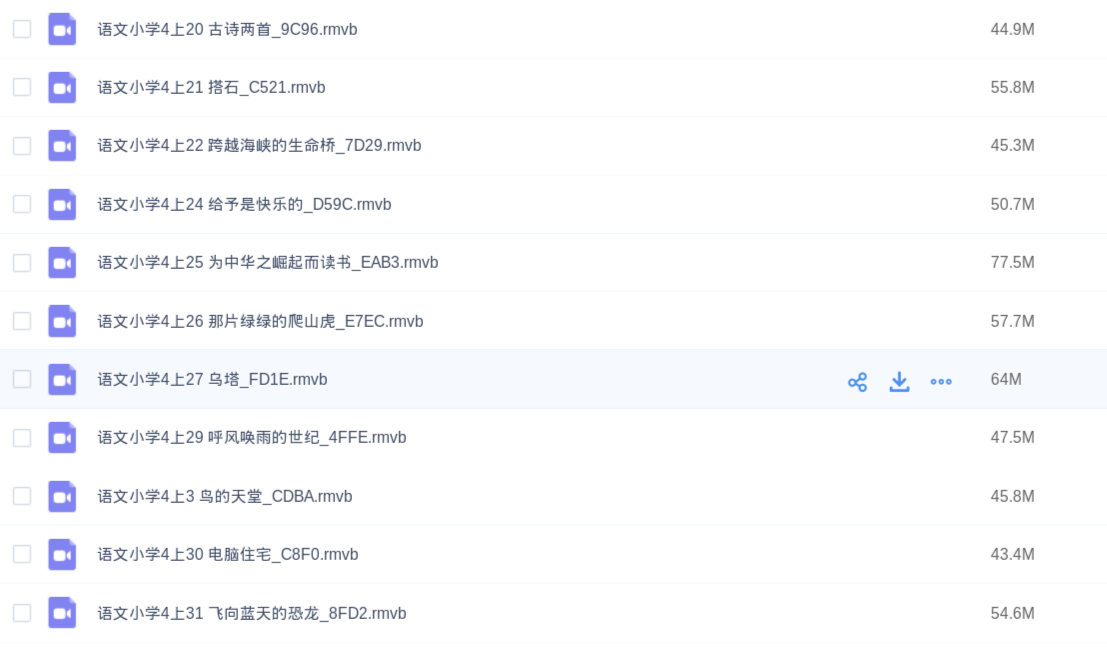 语文小学4上20 古诗两首_9C96.rmvb 44.9M
语文小学4上21 搭石_C521.rmvb 55.8M
语文小学4上22 跨越海峡的生命桥_7D29.rmvb 45.3M
语文小学4上24 给予是快乐的_D59C.rmvb 50.7M
语文小学4上25 为中华之崛起而读书_EAB3.rmvb 77.5M
语文小学4上26 那片绿绿的爬山虎_E7EC.rmvb 57.7M
语文小学4上27 乌塔_FD1E.rmvb 64M
语文小学4上29 呼风唤雨的世纪_4FFE.rmvb 47.5M
语文小学4上3 鸟的天堂_CDBA.rmvb 45.8M
语文小学4上30 电脑住宅_C8F0.rmvb 43.4M
语文小学4上31 飞向蓝天的恐龙_8FD2.rmvb 54.6M